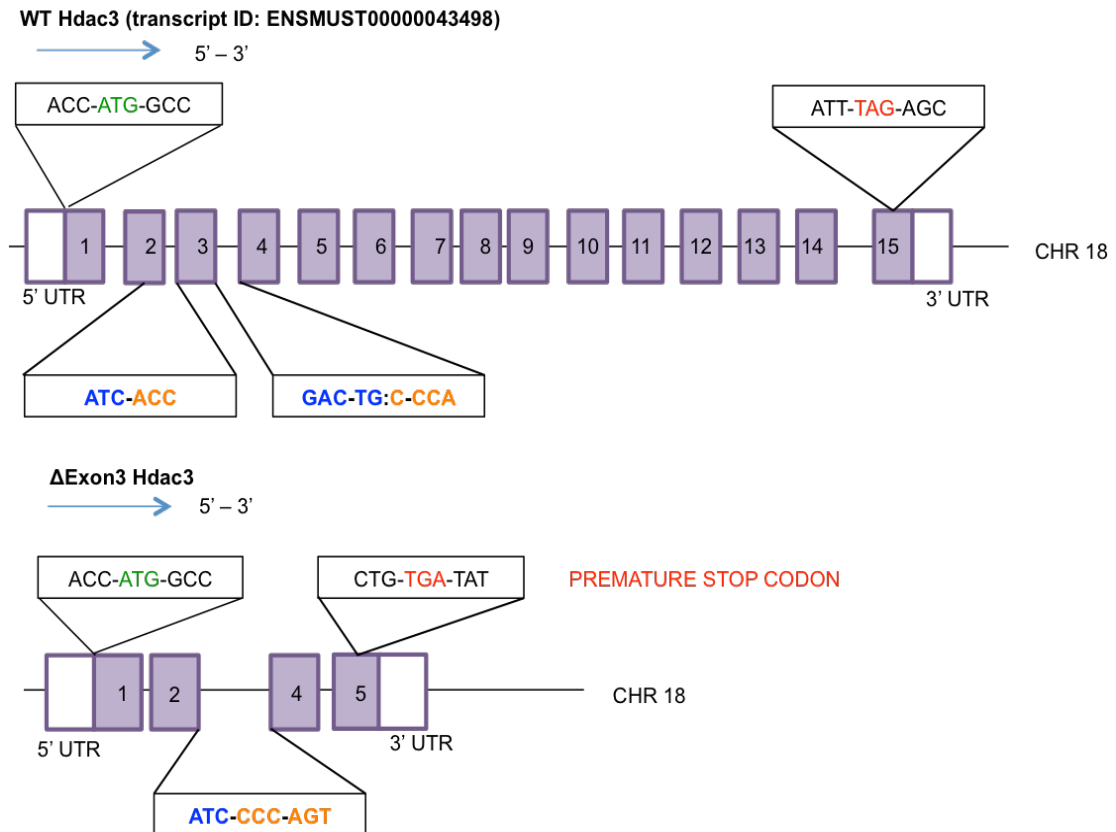 WT Hdac3 (transcript ID: ENSMUST00000043498)
5’ – 3’
ACC-ATG-GCC
ATT-TAG-AGC
1 2 3 4 5 6 7 8 9 10 11 12 13 14 15
CHR 18
5’ UTR
3’ UTR
ATC-ACC
GAC-TG:C-CCA
ΔExon3 Hdac3
5’ – 3’
ACC-ATG-GCC
CTG-TGA-TAT
PREMATURE STOP CODON
1 2 4 5
CHR 18
5’ UTR
3’ UTR
ATC-CCC-AGT